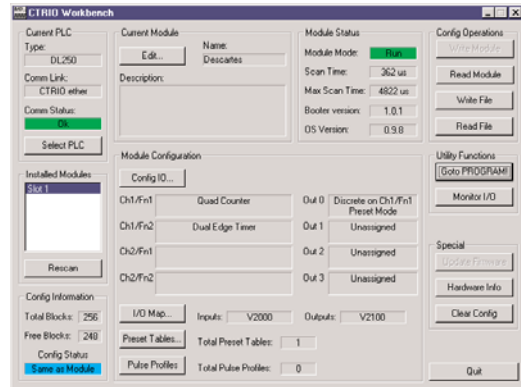 CTRIO Workbench
Current PLC
Type:
DL250
Comm Link:
CTRIO ether
Comm Status:
Ok
Select PLC
Installed Modules
Slot 1
Rescan
Config Information
Total Blocks: 256
Free Blocks: 248
Config Status
Same as Module
Current Module
Edit...
Name:
Descartes
Description:
Module Status
Module Mode: Run
Scan Time: 362 us
Max Scan Time: 4822 us
Booter version: 1.0.1
OS Version: 0.9.8
Config Operations
Write Module
Read Module
Write File
Read File
Module Configuration
Config IO...
Ch1/Fn1 Quad Counter
Ch1/Fn2 Dual Edge Timer
Ch2/Fn1
Ch2/Fn2
Out 0 Discrete on Ch1/Fn1
Preset Mode
Out 1 Unassigned
Out 2 Unassigned
Out 3 Unassigned
I/O Map...
Inputs: V2000
Outputs: V2100
Preset Tables...
Total Preset Tables: 1
Pulse Profiles
Total Pulse Profiles: 0
Utility Functions
Goto PROGRAM!
Monitor I/O
Special
Update Firmware
Hardware Info
Clear Config
Quit